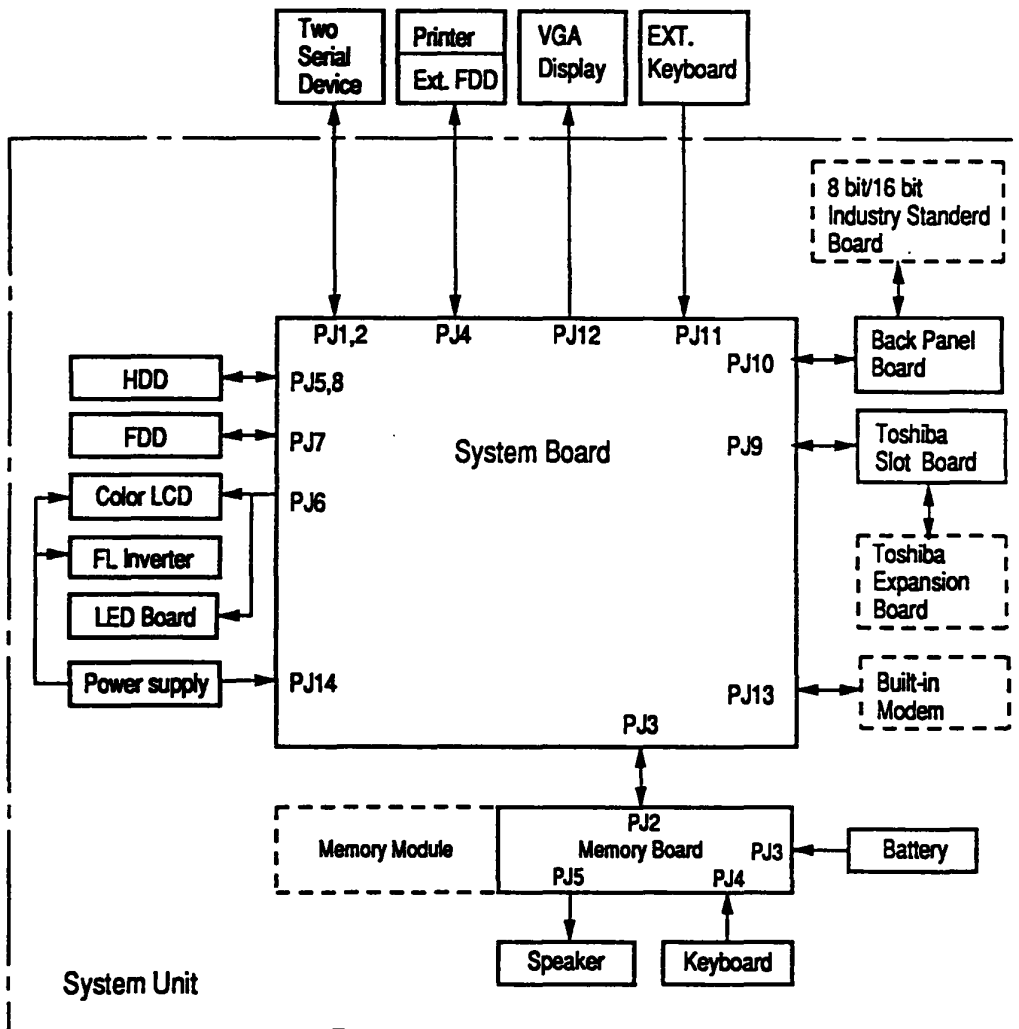 Two
Serial
Device
Printer
Ext. FDD
VGA
Display
EXT.
Keyboard
8 bit/16 bit
Industry Standerd
Board
PJ1,2
PJ4
PJ12
PJ11
PJ10
Back Panel
Board
HDD
PJ5,8
FDD
PJ7
System Board
PJ9
Toshiba
Slot Board
Color LCD
PJ6
FL Inverter
Toshiba
Expansion
Board
LED Board
Power supply
PJ14
PJ13
Built-in
Modem
PJ3
Memory Module
PJ2
Memory Board
PJ3
Battery
PJ5
PJ4
Speaker
Keyboard
System Unit